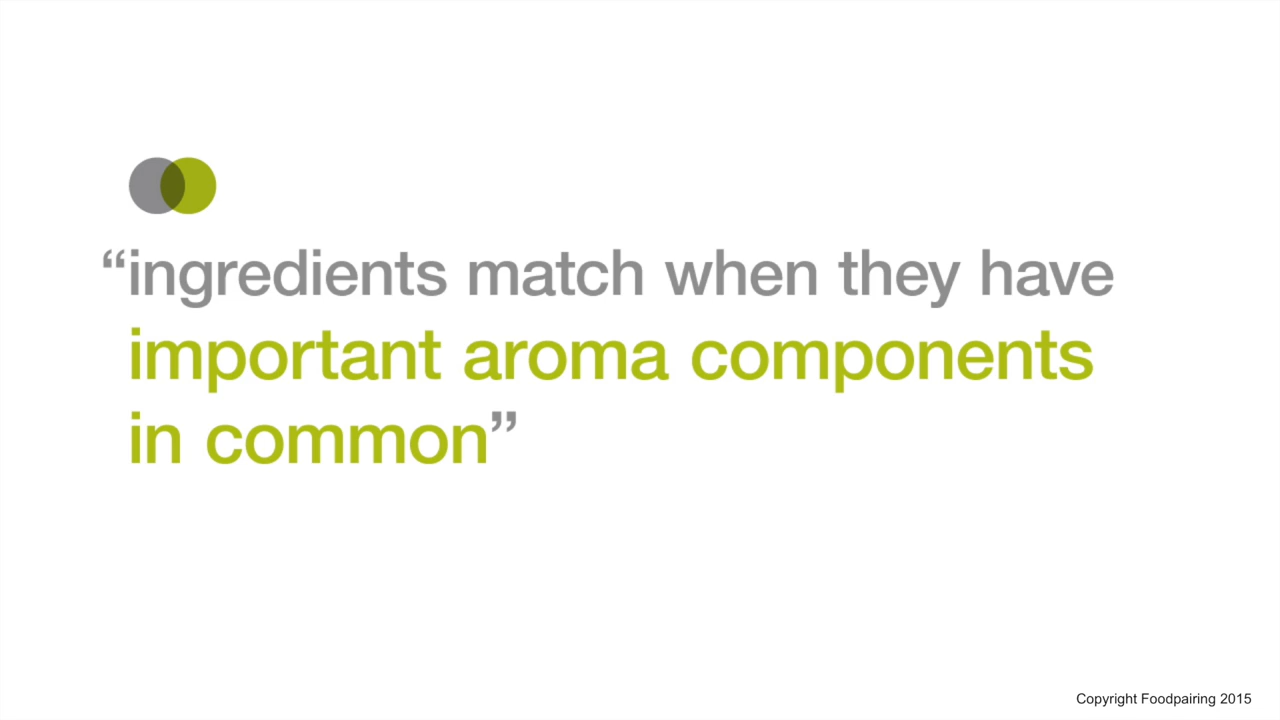 “ingredients match when they have
important aroma components
in common”
Copyright Foodpairing 2015